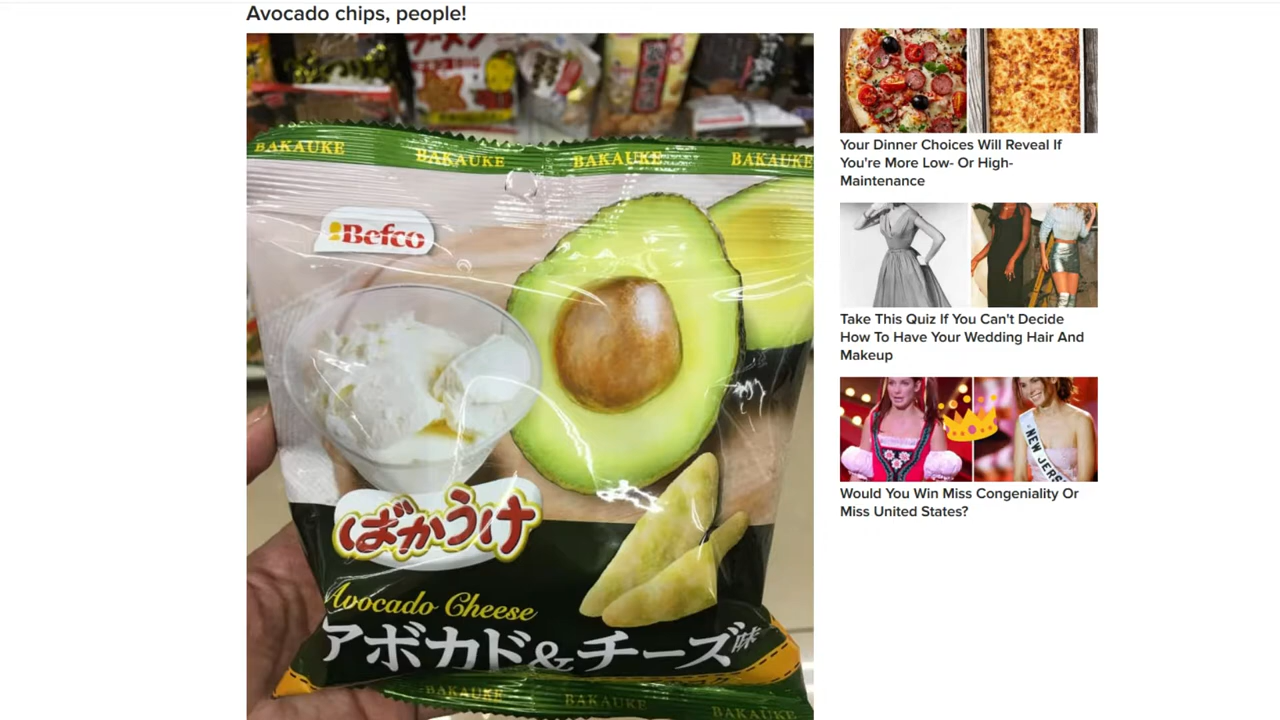 Avocado chips, people!
BAKAUKE BAKAUKE BAKAUKE BAKAUKE
Befco
ばかうけ
Avocado Cheese
アボカド&チーズ味
BAKAUKE BAKAUKE BAKAUKE
Your Dinner Choices Will Reveal If
You're More Low- Or High-
Maintenance
Take This Quiz If You Can't Decide
How To Have Your Wedding Hair And
Makeup
NEW JERS
Would You Win Miss Congeniality Or
Miss United States?